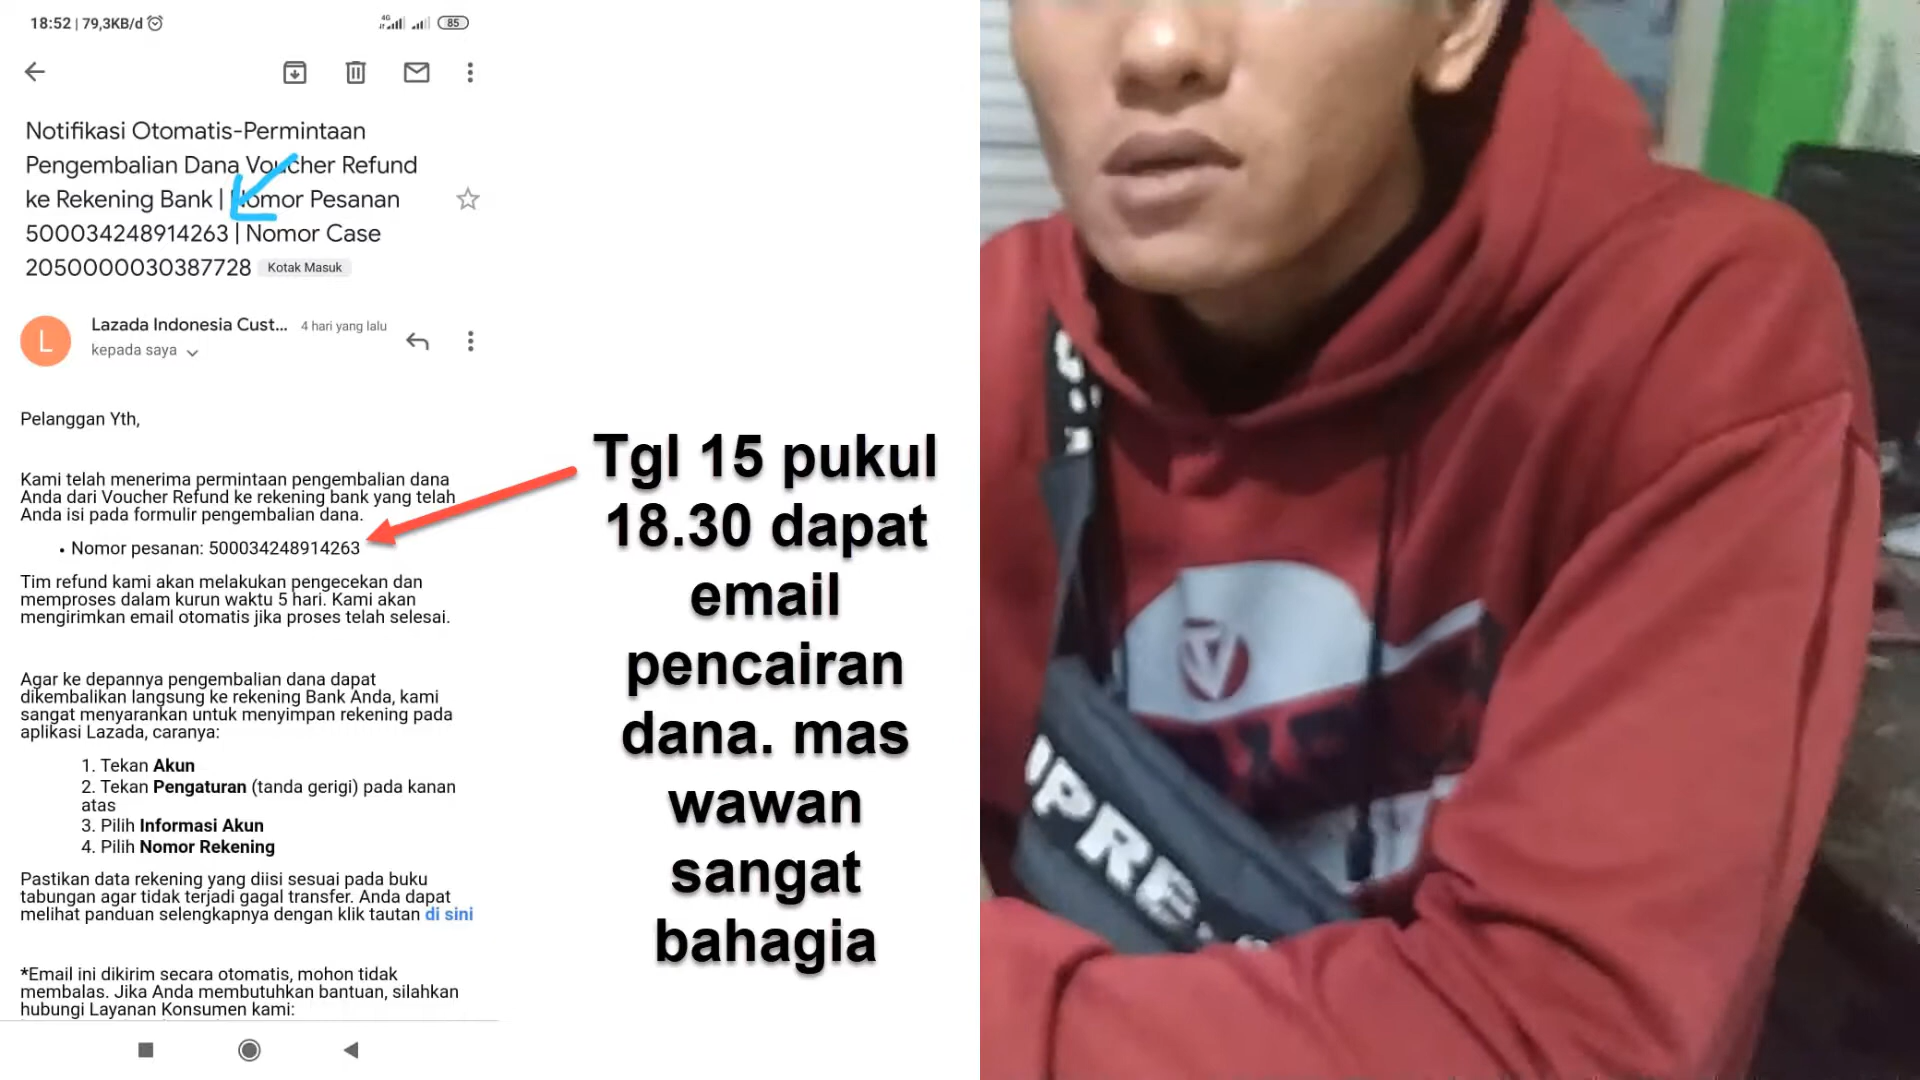 18:52 | 79,3KB/d
4G
85
Notifikasi Otomatis-Permintaan
Pengembalian Dana Voucher Refund
ke Rekening Bank | Nomor Pesanan
500034248914263 | Nomor Case
2050000030387728 Kotak Masuk
L
Lazada Indonesia Cust... 4 hari yang lalu
kepada saya
Pelanggan Yth,
Kami telah menerima permintaan pengembalian dana
Anda dari Voucher Refund ke rekening bank yang telah
Anda isi pada formulir pengembalian dana.
• Nomor pesanan: 500034248914263
Tim refund kami akan melakukan pengecekan dan
memproses dalam kurun waktu 5 hari. Kami akan
mengirimkan email otomatis jika proses telah selesai.
Agar ke depannya pengembalian dana dapat
dikembalikan langsung ke rekening Bank Anda, kami
sangat menyarankan untuk menyimpan rekening pada
aplikasi Lazada, caranya:
1. Tekan Akun
2. Tekan Pengaturan (tanda gerigi) pada kanan
atas
3. Pilih Informasi Akun
4. Pilih Nomor Rekening
Pastikan data rekening yang diisi sesuai pada buku
tabungan agar tidak terjadi gagal transfer. Anda dapat
melihat panduan selengkapnya dengan klik tautan di sini
*Email ini dikirim secara otomatis, mohon tidak
membalas. Jika Anda membutuhkan bantuan, silahkan
hubungi Layanan Konsumen kami:
Tgl 15 pukul
18.30 dapat
email
pencairan
dana. mas
wawan
sangat
bahagia
UPRE